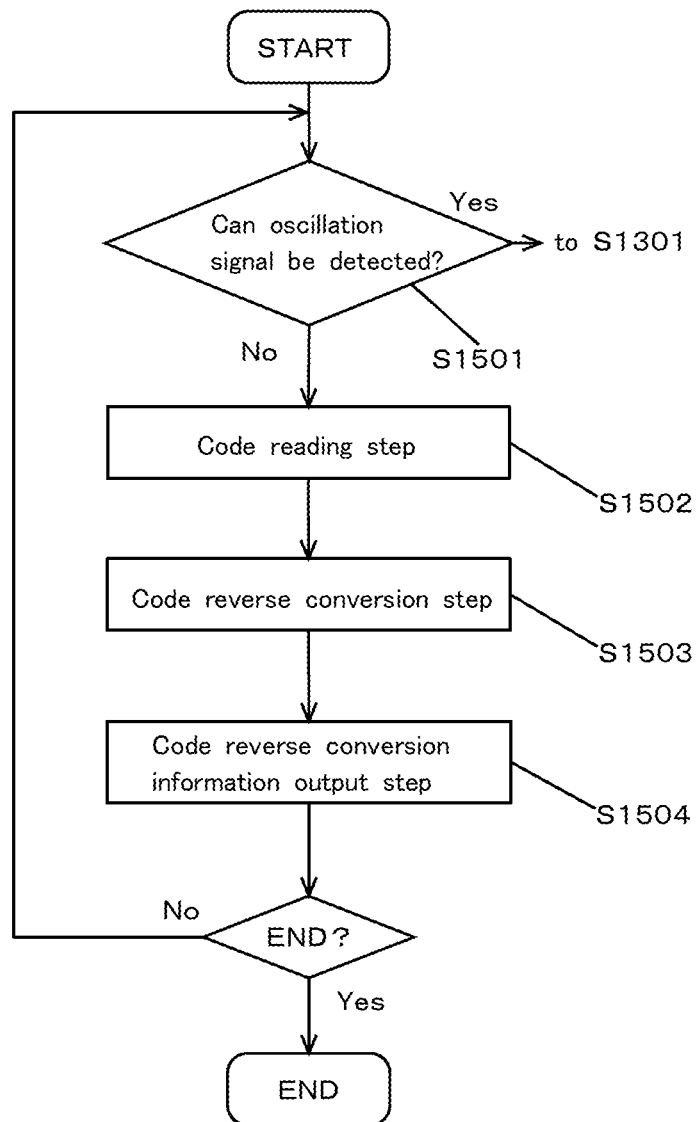 START
Yes
Can oscillation
signal be detected?
to S1301
No
S1501
Code reading step
S1502
Code reverse conversion step
S1503
Code reverse conversion
information output step
S1504
No
END?
Yes
END